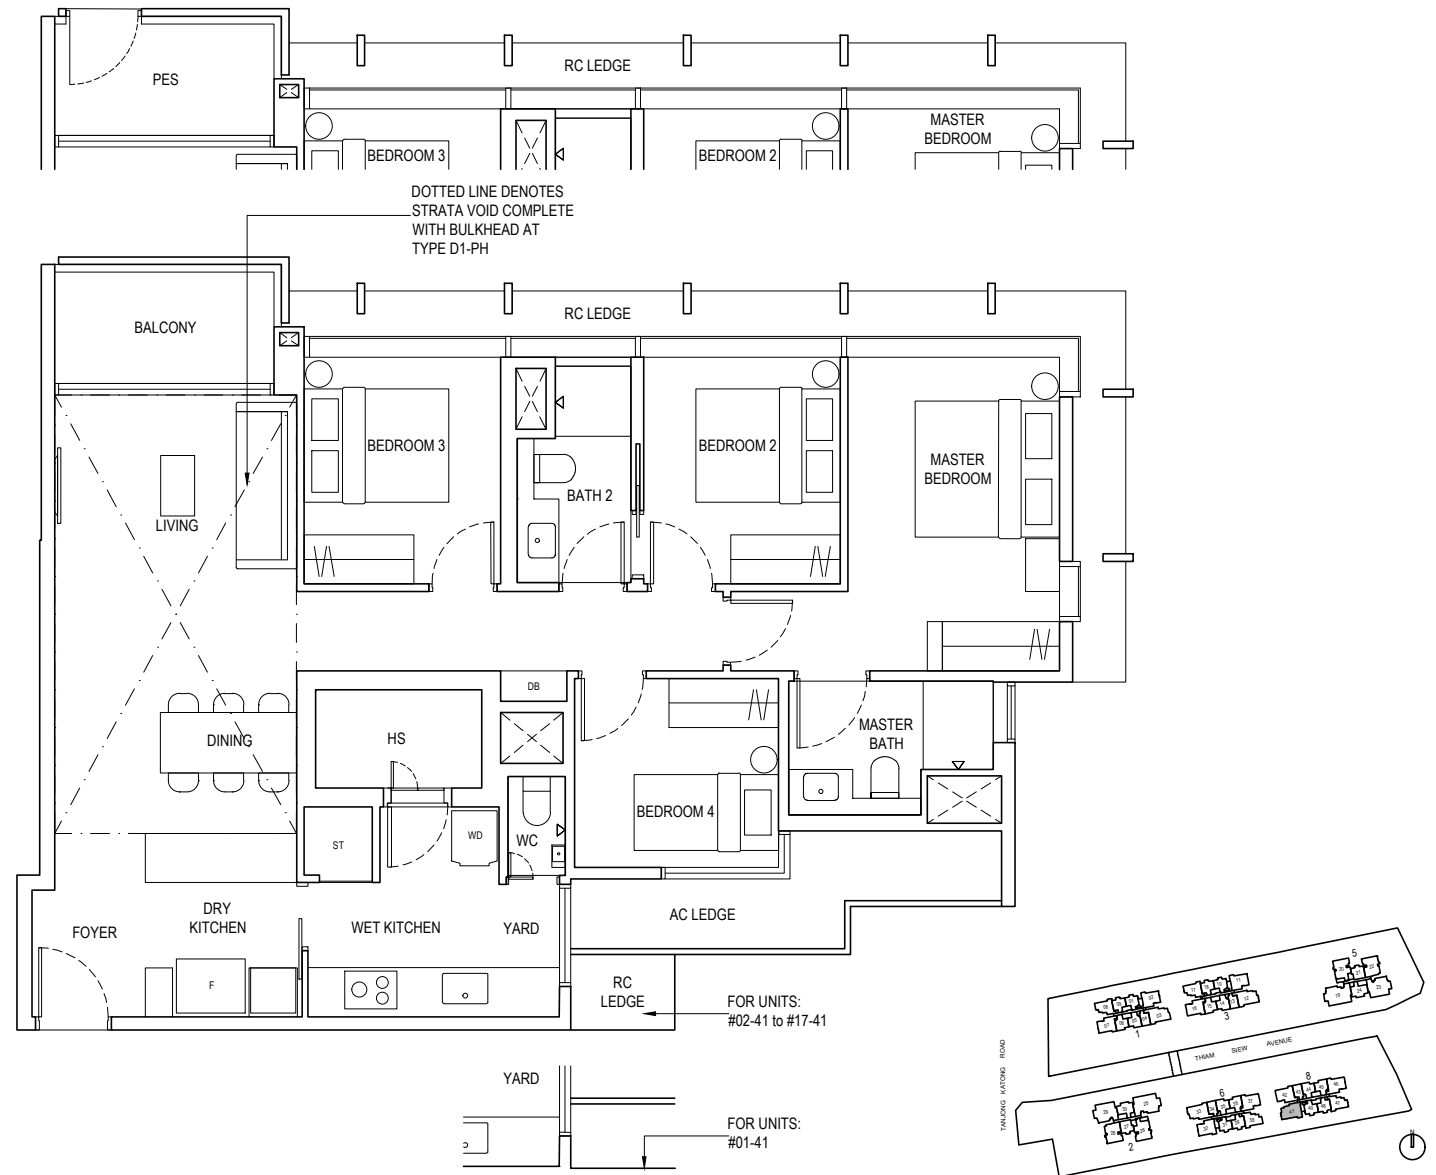 PES
RC LEDGE
BEDROOM 3
BEDROOM 2
MASTER
BEDROOM
DOTTED LINE DENOTES
STRATA VOID COMPLETE
WITH BULKHEAD AT
TYPE D1-PH
BALCONY
RC LEDGE
BEDROOM 3
BEDROOM 2
MASTER
BEDROOM
BATH 2
LIVING
DB
DINING
HS
MASTER
BATH
BEDROOM 4
ST
WD
WC
FOYER
DRY
KITCHEN
WET KITCHEN
YARD
AC LEDGE
F
RC
LEDGE
FOR UNITS:
#02-41 to #17-41
YARD
FOR UNITS:
#01-41
TANJONG KATONG ROAD
THIAM SIEW AVENUE
1
3
5
2
6
8
41
N